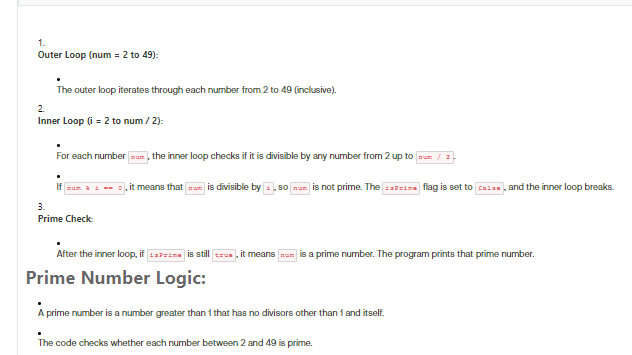 1.
Outer Loop (num = 2 to 49):
• The outer loop iterates through each number from 2 to 49 (inclusive).
2.
Inner Loop (i = 2 to num / 2):
• For each number num, the inner loop checks if it is divisible by any number from 2 up to num / 2.
• If num % i == 0, it means that num is divisible by i, so num is not prime. The isPrime flag is set to false, and the inner loop breaks.
3.
Prime Check:
• After the inner loop, if isPrime is still true, it means num is a prime number. The program prints that prime number.
Prime Number Logic:
• A prime number is a number greater than 1 that has no divisors other than 1 and itself.
• The code checks whether each number between 2 and 49 is prime.